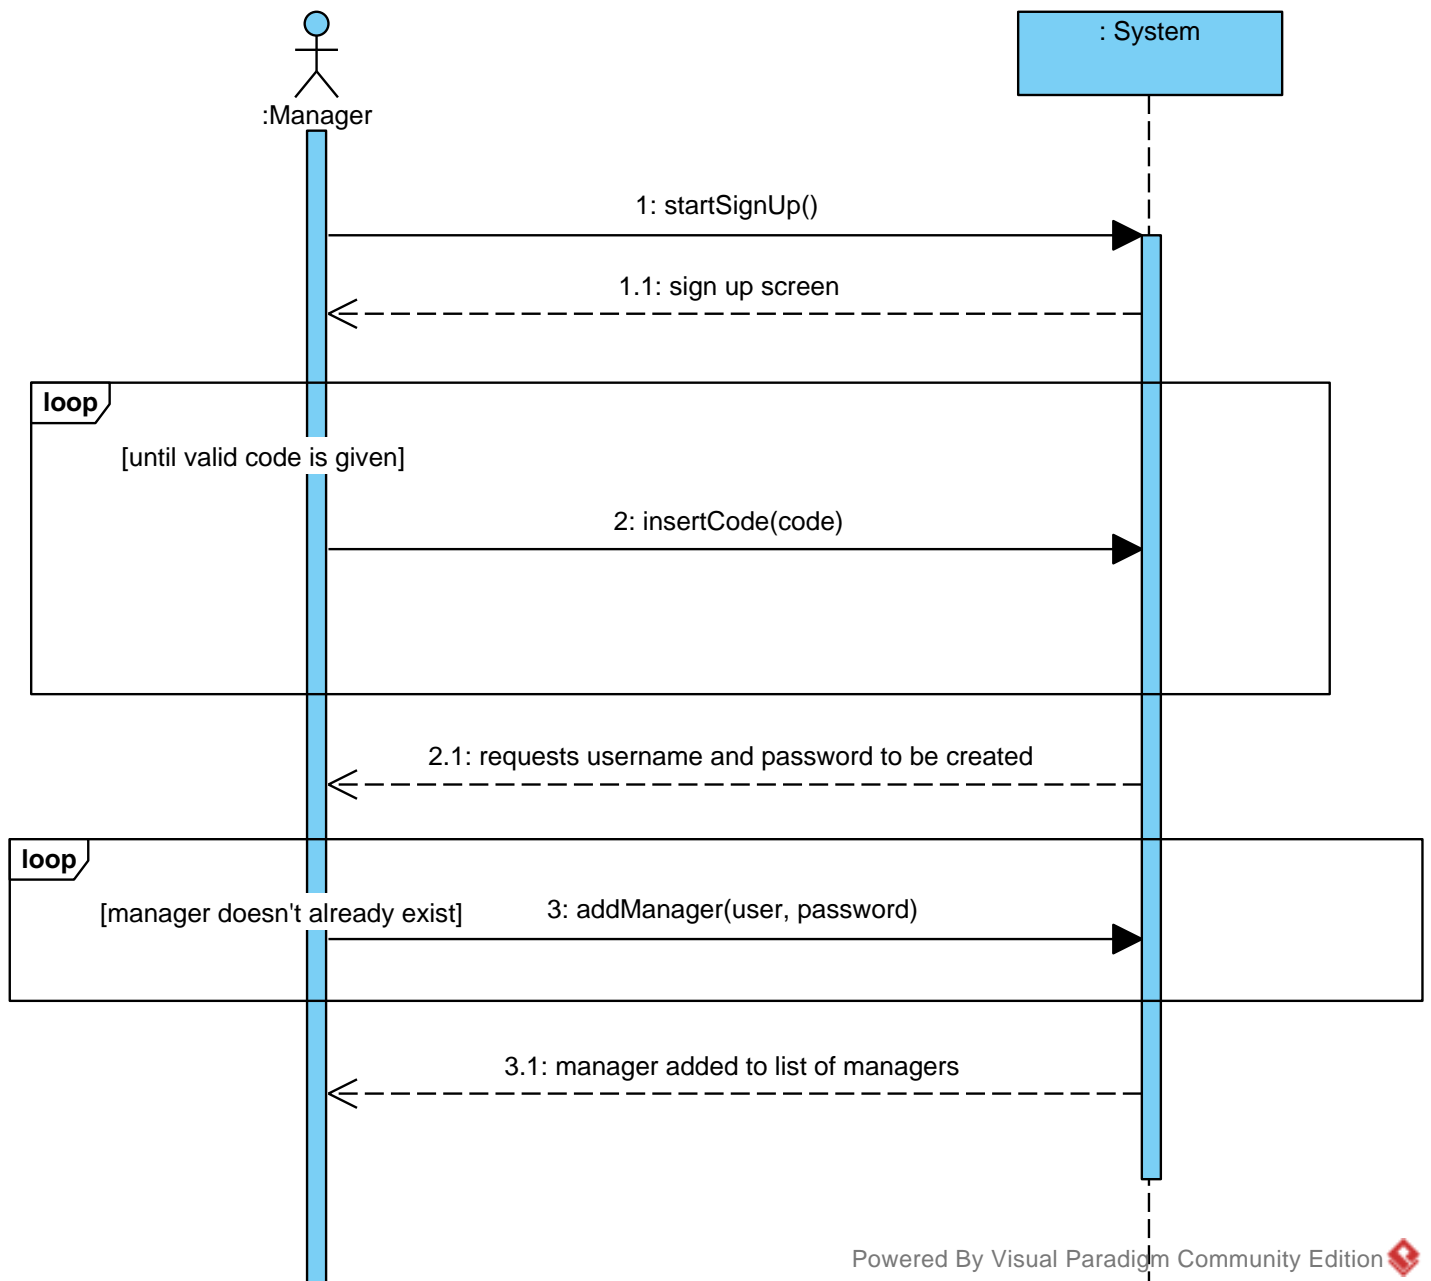 : System
:Manager
1: startSignUp()
1.1: sign up screen
loop
[until valid code is given]
2: insertCode(code)
2.1: requests username and password to be created
loop
[manager doesn't already exist]
3: addManager(user, password)
3.1: manager added to list of managers
Powered By Visual Paradigm Community Edition